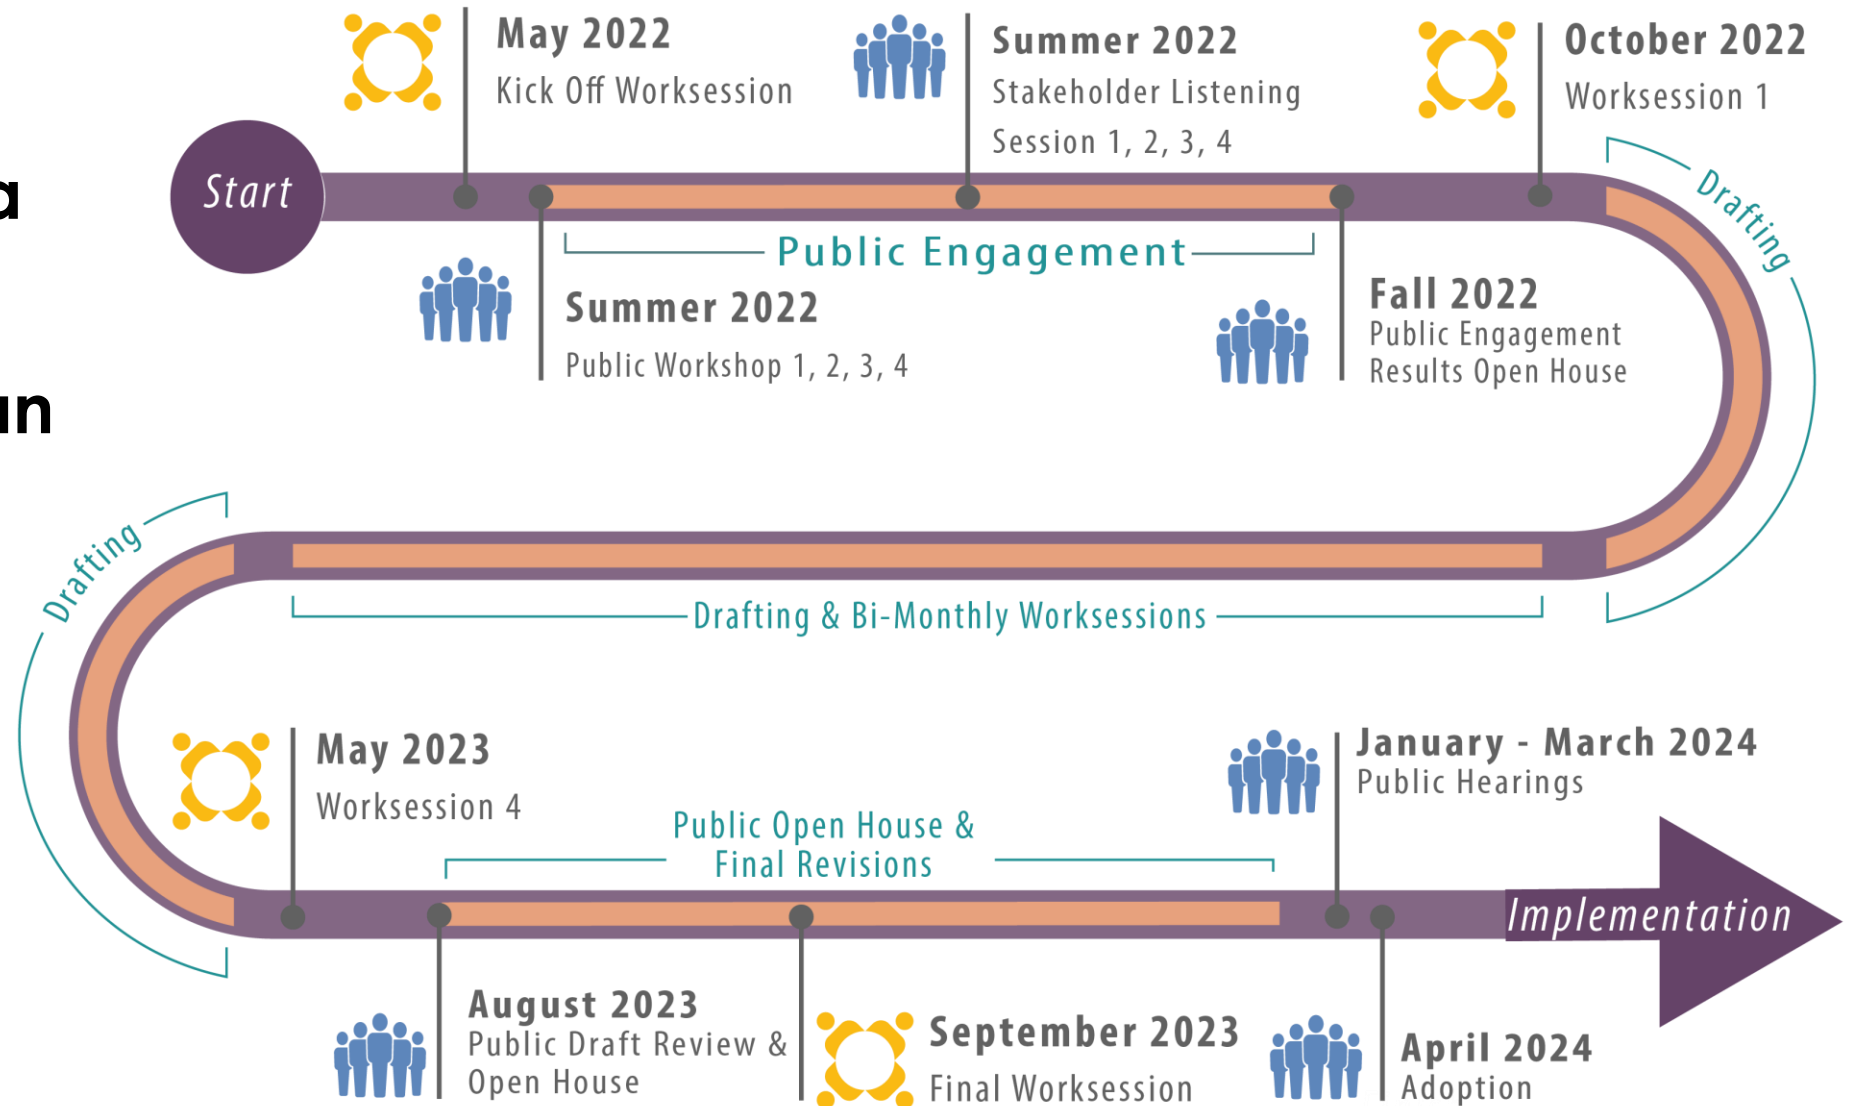 May 2022
Kick Off Worksession
Summer 2022
Stakeholder Listening
Session 1, 2, 3, 4
October 2022
Worksession 1
Start
Drafting
Public Engagement
Summer 2022
Public Workshop 1, 2, 3, 4
Fall 2022
Public Engagement
Results Open House
Drafting & Bi-Monthly Worksessions
Drafting
May 2023
Worksession 4
Public Open House &
Final Revisions
January - March 2024
Public Hearings
Implementation
August 2023
Public Draft Review &
Open House
September 2023
Final Worksession
April 2024
Adoption